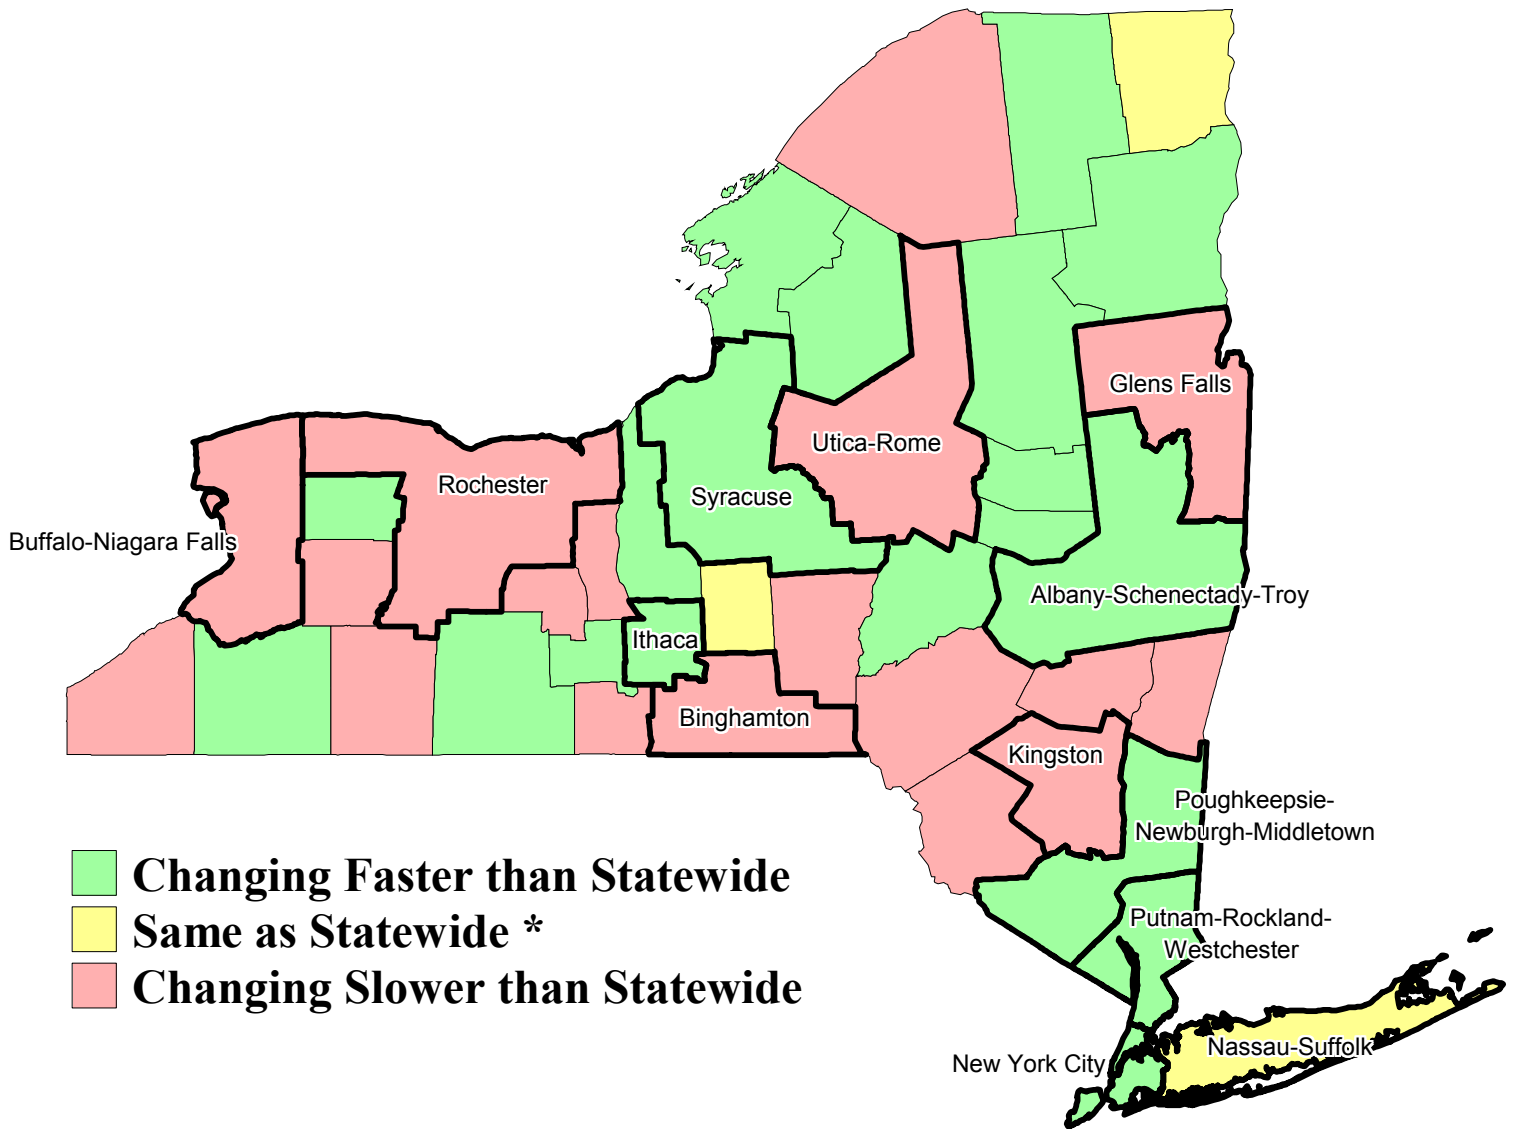 Glens Falls
Utica-Rome
Rochester
Syracuse
Buffalo-Niagara Falls
Albany-Schenectady-Troy
Ithaca
Binghamton
Kingston
Poughkeepsie-
Newburgh-Middletown
Changing Faster than Statewide
Same as Statewide *
Changing Slower than Statewide
Putnam-Rockland-
Westchester
Nassau-Suffolk
New York City